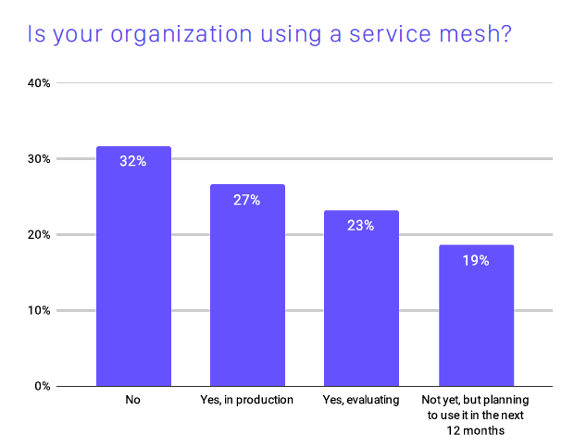 Is your organization using a service mesh?
40%
30%
20%
10%
0%
32%
27%
23%
19%
No
Yes, in production
Yes, evaluating
Not yet, but planning
to use it in the next
12 months